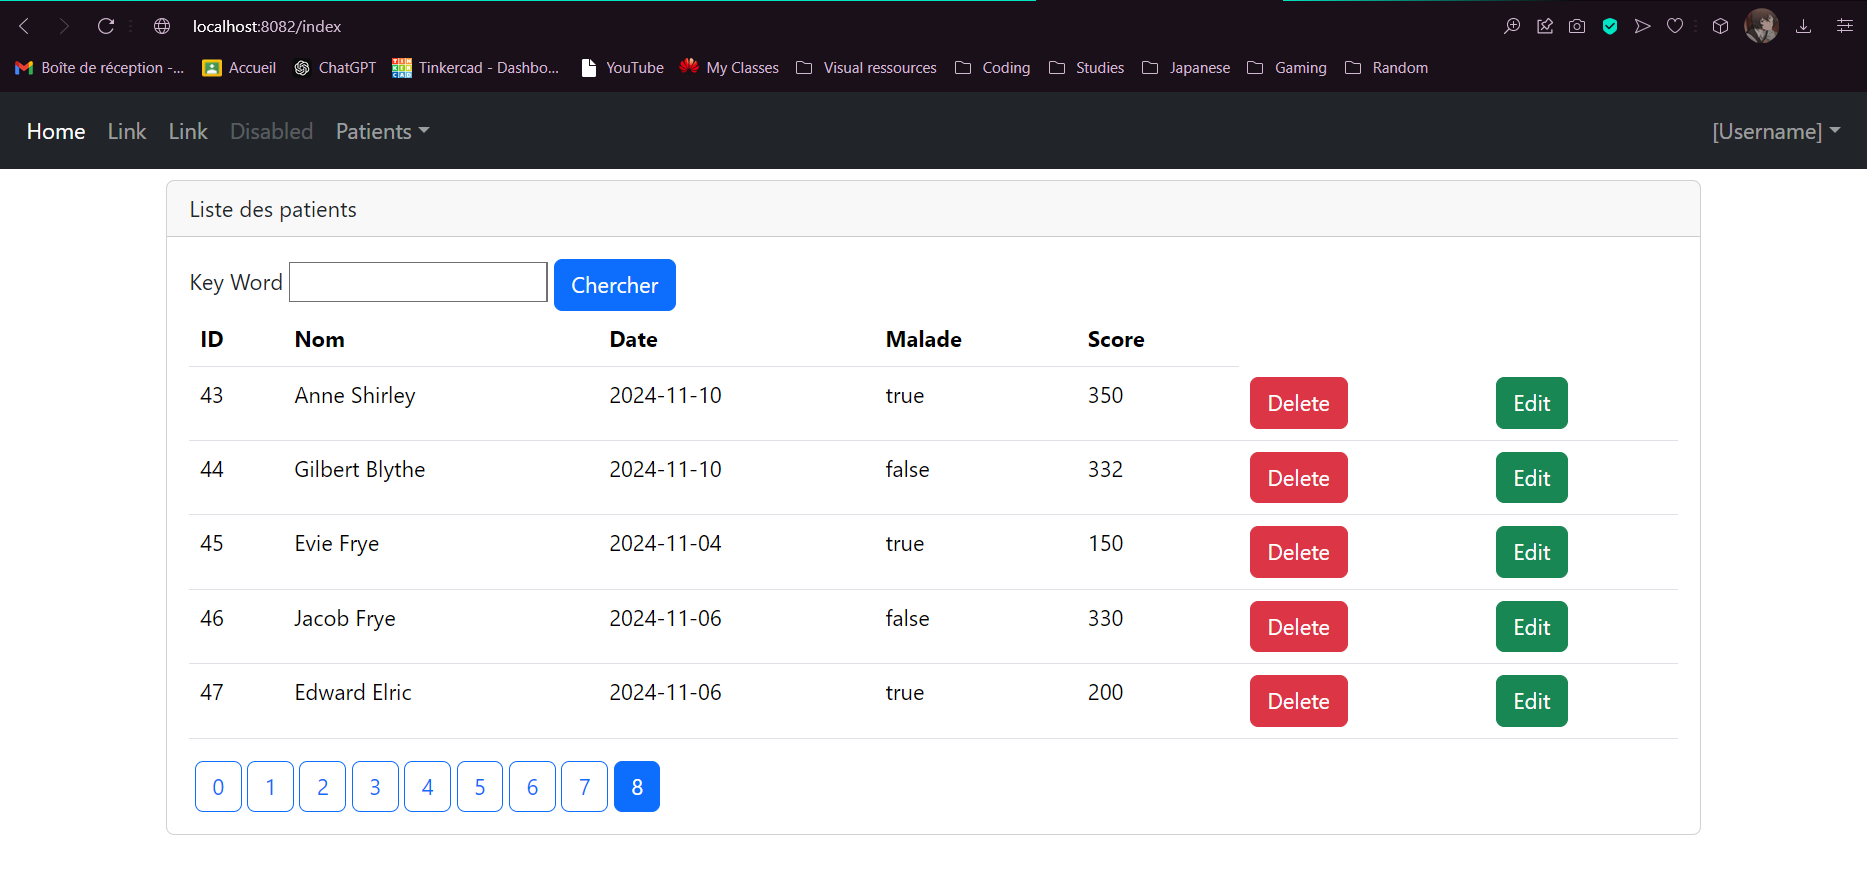 localhost:8082/index
Boîte de réception -... Accueil ChatGPT Tinkercad - Dashbo... YouTube My Classes Visual ressources Coding Studies Japanese Gaming Random
Home Link Link Disabled Patients [Username]
Liste des patients
Key Word Chercher
ID Nom Date Malade Score
43 Anne Shirley 2024-11-10 true 350 Delete Edit
44 Gilbert Blythe 2024-11-10 false 332 Delete Edit
45 Evie Frye 2024-11-04 true 150 Delete Edit
46 Jacob Frye 2024-11-06 false 330 Delete Edit
47 Edward Elric 2024-11-06 true 200 Delete Edit
0 1 2 3 4 5 6 7 8